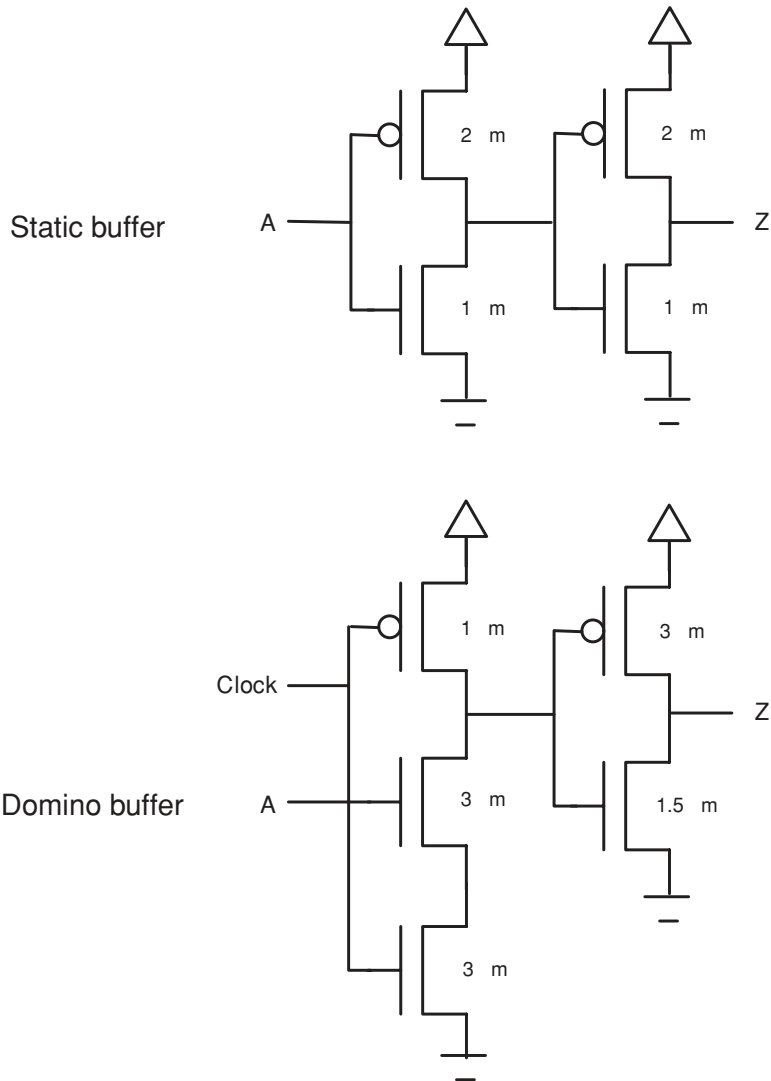 2 m
2 m
Static buffer
A
Z
1 m
1 m
1 m
3 m
Clock
Z
Domino buffer
A
3 m
1.5 m
3 m